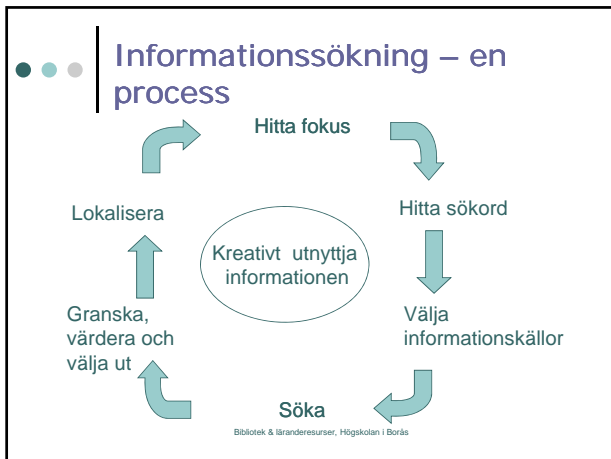 Informationssökning – en
process
Hitta fokus
Hitta sökord
Välja
informationskällor
Söka
Granska,
värdera och
välja ut
Lokalisera
Kreativt utnyttja
informationen
Bibliotek & läranderesurser, Högskolan i Borås